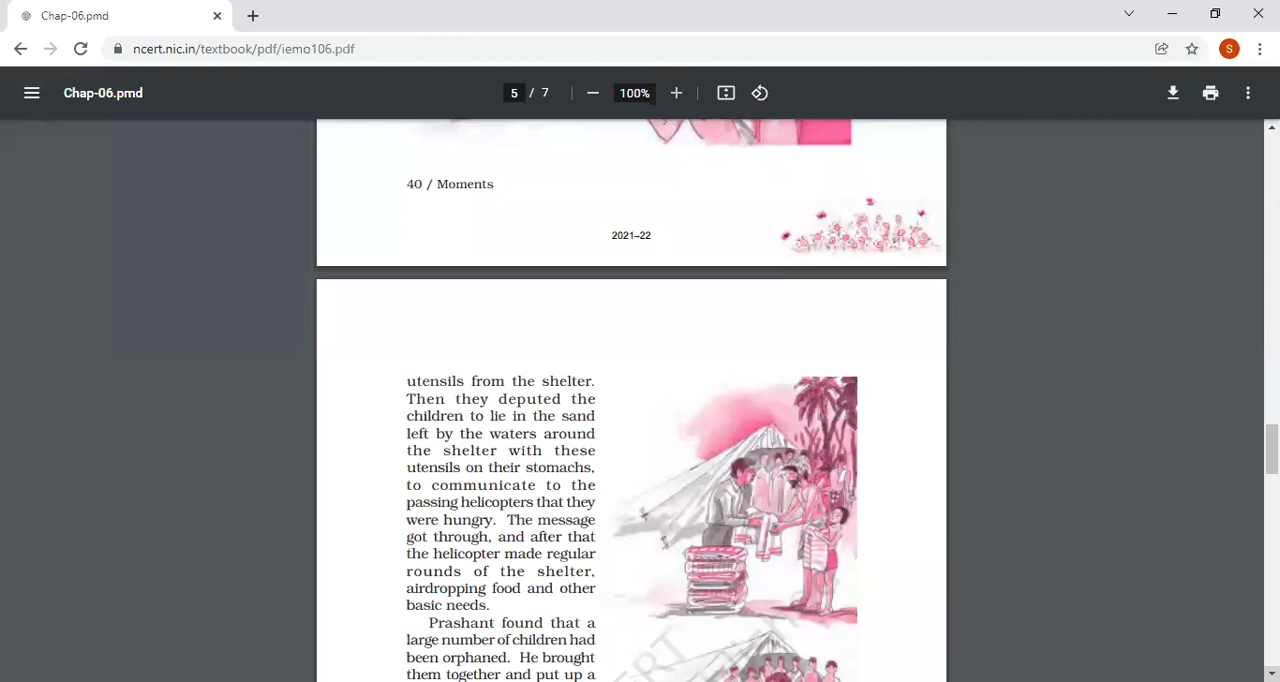 Chap-06.pmd
ncert.nic.in/textbook/pdf/iemo106.pdf
S
Chap-06.pmd
5 / 7
100%
40 / Moments
2021–22
utensils from the shelter.
Then they deputed the
children to lie in the sand
left by the waters around
the shelter with these
utensils on their stomachs,
to communicate to the
passing helicopters that they
were hungry. The message
got through, and after that
the helicopter made regular
rounds of the shelter,
airdropping food and other
basic needs.
Prashant found that a
large number of children had
been orphaned. He brought
them together and put up a